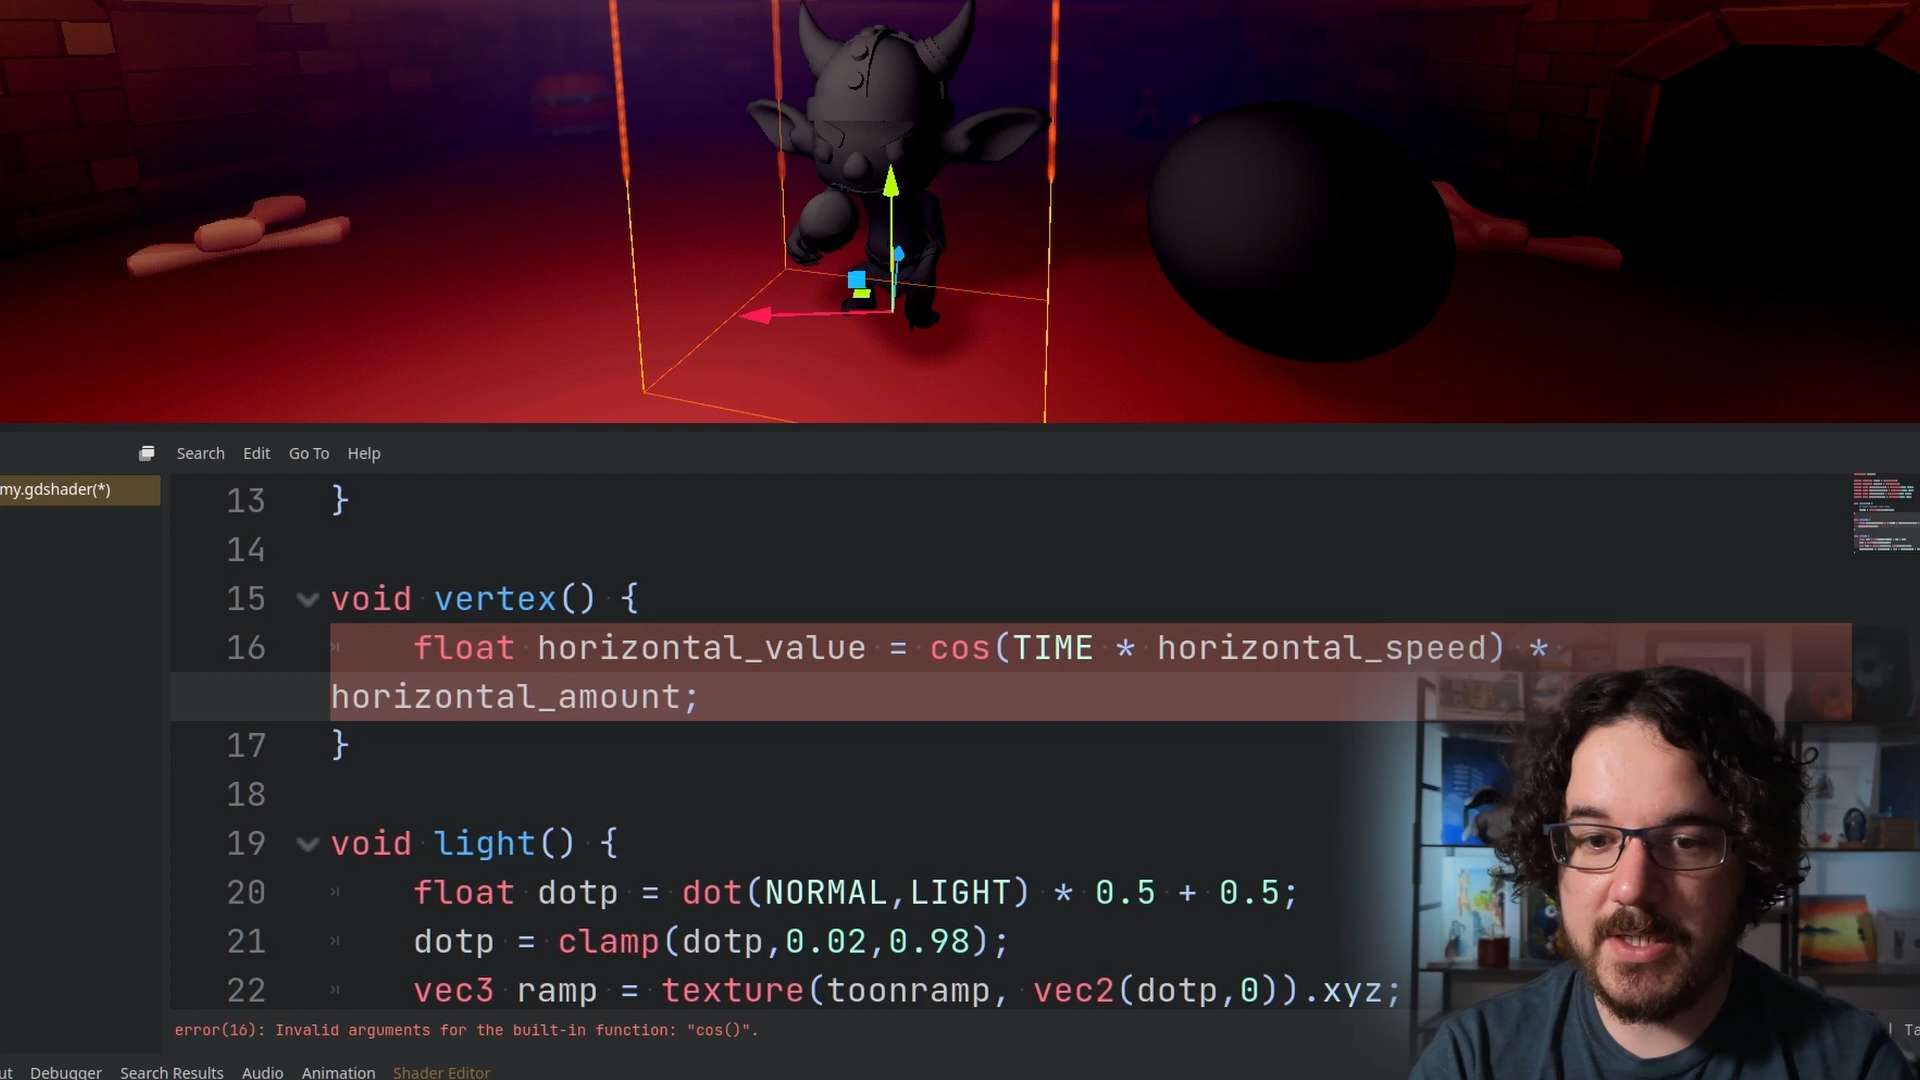 Search Edit Go To Help
my.gdshader(*)
13 }
14
15 void vertex() {
16 float horizontal_value = cos(TIME * horizontal_speed) *
horizontal_amount;
17 }
18
19 void light() {
20 float dotp = dot(NORMAL,LIGHT) * 0.5 + 0.5;
21 dotp = clamp(dotp,0.02,0.98);
22 vec3 ramp = texture(toonramp, vec2(dotp,0)).xyz;
error(16): Invalid arguments for the built-in function: "cos()".
ut Debugger Search Results Audio Animation Shader Editor